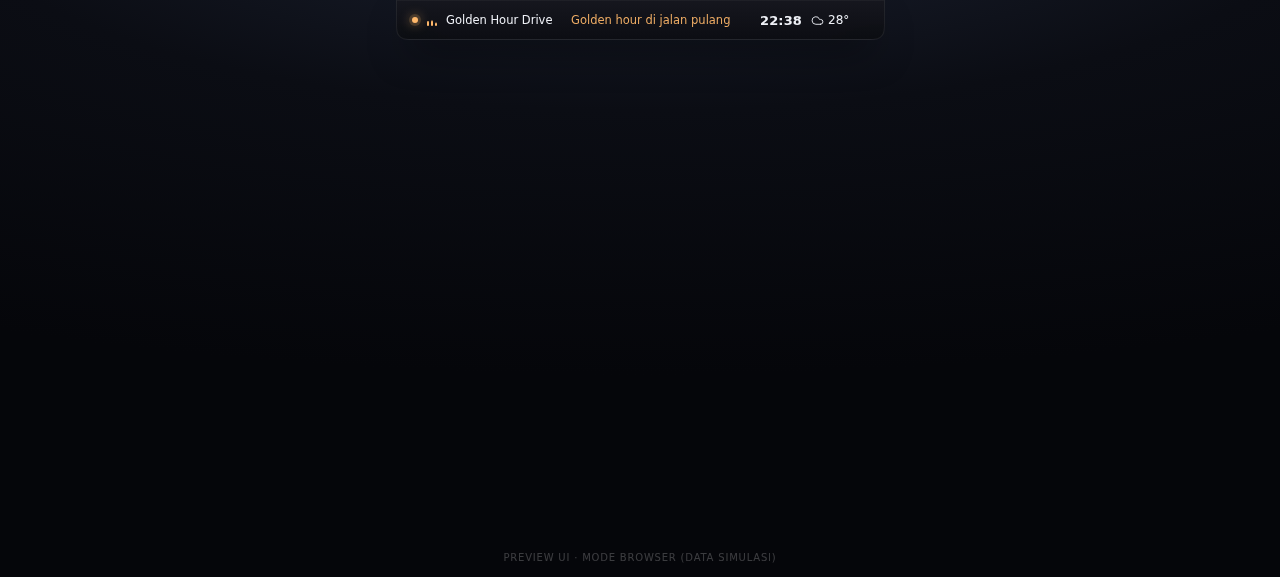 Golden Hour Drive Golden hour di jalan pulang 22:38 28°
PREVIEW UI · MODE BROWSER (DATA SIMULASI)